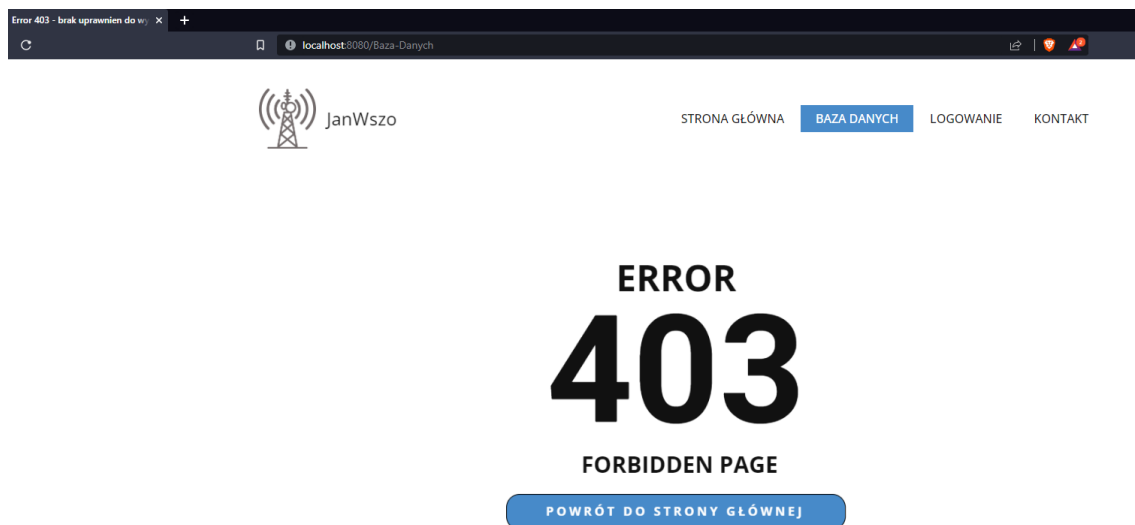 Error 403 - brak uprawnien do wy
localhost:8080/Baza-Danych
JanWszo
STRONA GŁÓWNA BAZA DANYCH LOGOWANIE KONTAKT
ERROR
403
FORBIDDEN PAGE
POWRÓT DO STRONY GŁÓWNEJ